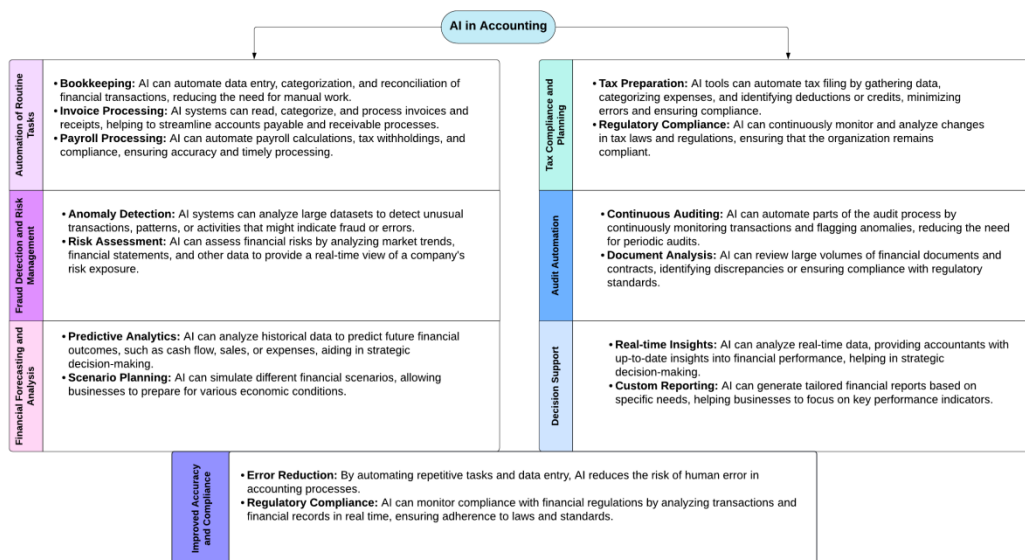 AI in Accounting
Automation of Routine
Tasks
• Bookkeeping: AI can automate data entry, categorization, and reconciliation of
financial transactions, reducing the need for manual work.
• Invoice Processing: AI systems can read, categorize, and process invoices and
receipts, helping to streamline accounts payable and receivable processes.
• Payroll Processing: AI can automate payroll calculations, tax withholdings, and
compliance, ensuring accuracy and timely processing.
Fraud Detection and Risk
Management
• Anomaly Detection: AI systems can analyze large datasets to detect unusual
transactions, patterns, or activities that might indicate fraud or errors.
• Risk Assessment: AI can assess financial risks by analyzing market trends,
financial statements, and other data to provide a real-time view of a company's
risk exposure.
Financial Forecasting and
Analysis
• Predictive Analytics: AI can analyze historical data to predict future financial
outcomes, such as cash flow, sales, or expenses, aiding in strategic
decision-making.
• Scenario Planning: AI can simulate different financial scenarios, allowing
businesses to prepare for various economic conditions.
Tax Compliance and
Planning
• Tax Preparation: AI tools can automate tax filing by gathering data,
categorizing expenses, and identifying deductions or credits, minimizing
errors and ensuring compliance.
• Regulatory Compliance: AI can continuously monitor and analyze changes
in tax laws and regulations, ensuring that the organization remains
compliant.
Audit Automation
• Continuous Auditing: AI can automate parts of the audit process by
continuously monitoring transactions and flagging anomalies, reducing the need
for periodic audits.
• Document Analysis: AI can review large volumes of financial documents and
contracts, identifying discrepancies or ensuring compliance with regulatory
standards.
Decision Support
• Real-time Insights: AI can analyze real-time data, providing accountants with
up-to-date insights into financial performance, helping in strategic
decision-making.
• Custom Reporting: AI can generate tailored financial reports based on
specific needs, helping businesses to focus on key performance indicators.
Improved Accuracy
and Compliance
• Error Reduction: By automating repetitive tasks and data entry, AI reduces the risk of human error in
accounting processes.
• Regulatory Compliance: AI can monitor compliance with financial regulations by analyzing transactions and
financial records in real time, ensuring adherence to laws and standards.